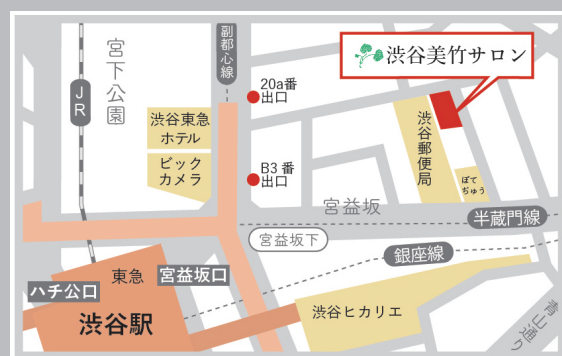 宮下公園
JR
副都心線
20a番
出口
渋谷美竹サロン
渋谷東急
ホテル
ビック
カメラ
B3番
出口
渋谷郵便局
ぽて
ぢゅう
宮益坂
半蔵門線
宮益坂下
銀座線
東急
宮益坂口
ハチ公口
渋谷駅
渋谷ヒカリエ
青山通り